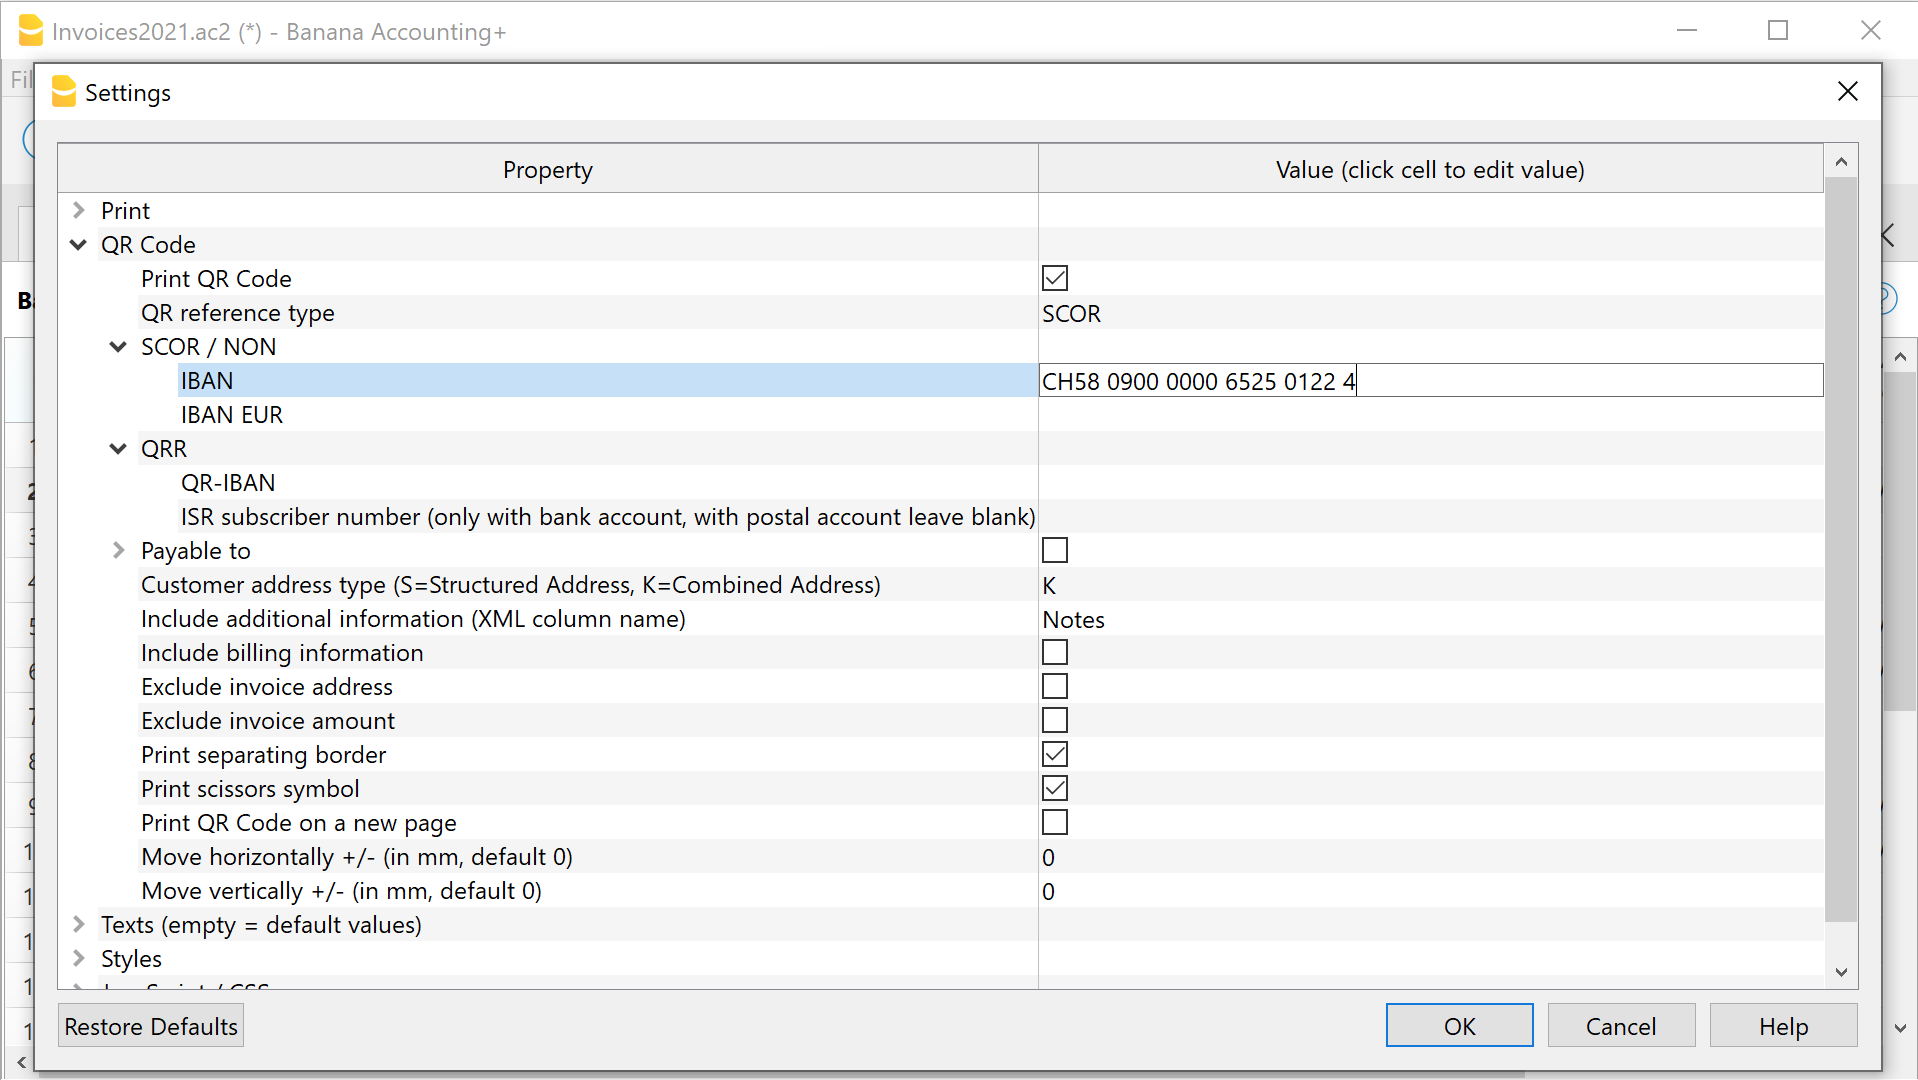 Invoices2021.ac2 (*) - Banana Accounting+
Settings
Property Value (click cell to edit value)
Print
QR Code
Print QR Code
QR reference type SCOR
SCOR / NON
IBAN CH58 0900 0000 6525 0122 4
IBAN EUR
QRR
QR-IBAN
ISR subscriber number (only with bank account, with postal account leave blank)
Payable to
Customer address type (S=Structured Address, K=Combined Address) K
Include additional information (XML column name) Notes
Include billing information
Exclude invoice address
Exclude invoice amount
Print separating border
Print scissors symbol
Print QR Code on a new page
Move horizontally +/- (in mm, default 0) 0
Move vertically +/- (in mm, default 0) 0
Texts (empty = default values)
Styles
Restore Defaults OK Cancel Help